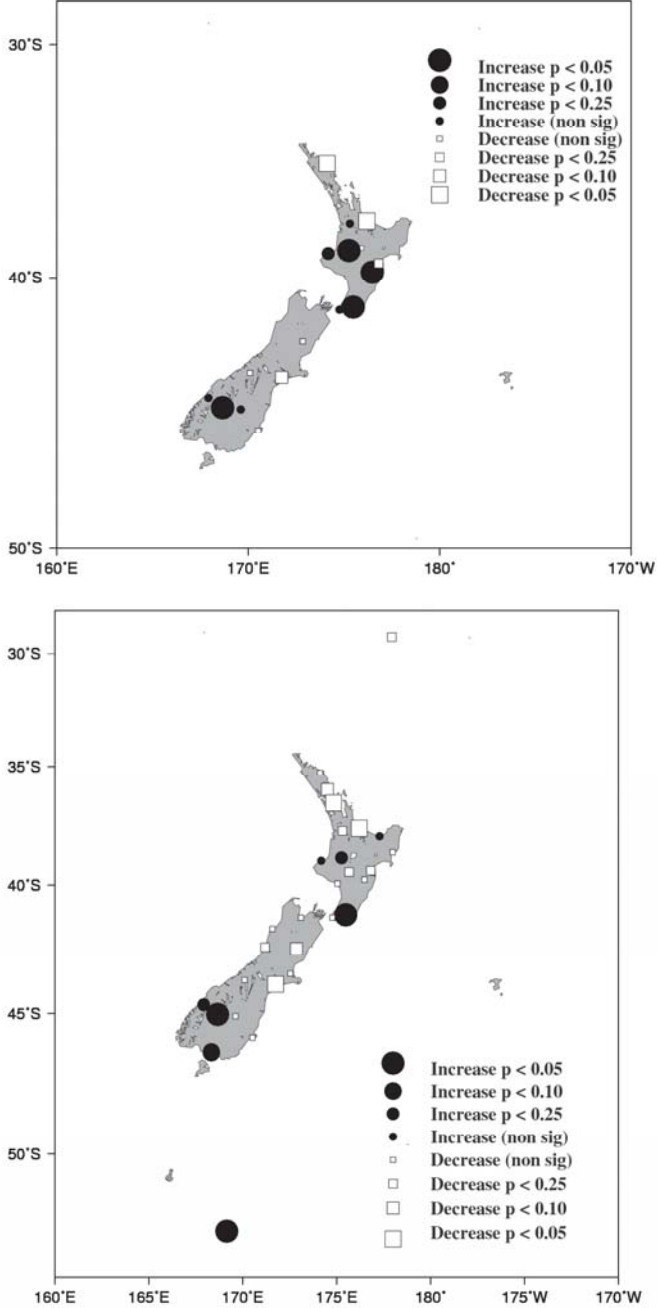 30°S
Increase p < 0.05
Increase p < 0.10
Increase p < 0.25
Increase (non sig)
Decrease (non sig)
Decrease p < 0.25
Decrease p < 0.10
Decrease p < 0.05
40°S
50°S
160°E 170°E 180° 170°W
30°S
35°S
40°S
45°S
Increase p < 0.05
Increase p < 0.10
Increase p < 0.25
Increase (non sig)
50°S
Decrease (non sig)
Decrease p < 0.25
Decrease p < 0.10
Decrease p < 0.05
160°E 165°E 170°E 175°E 180° 175°W 170°W